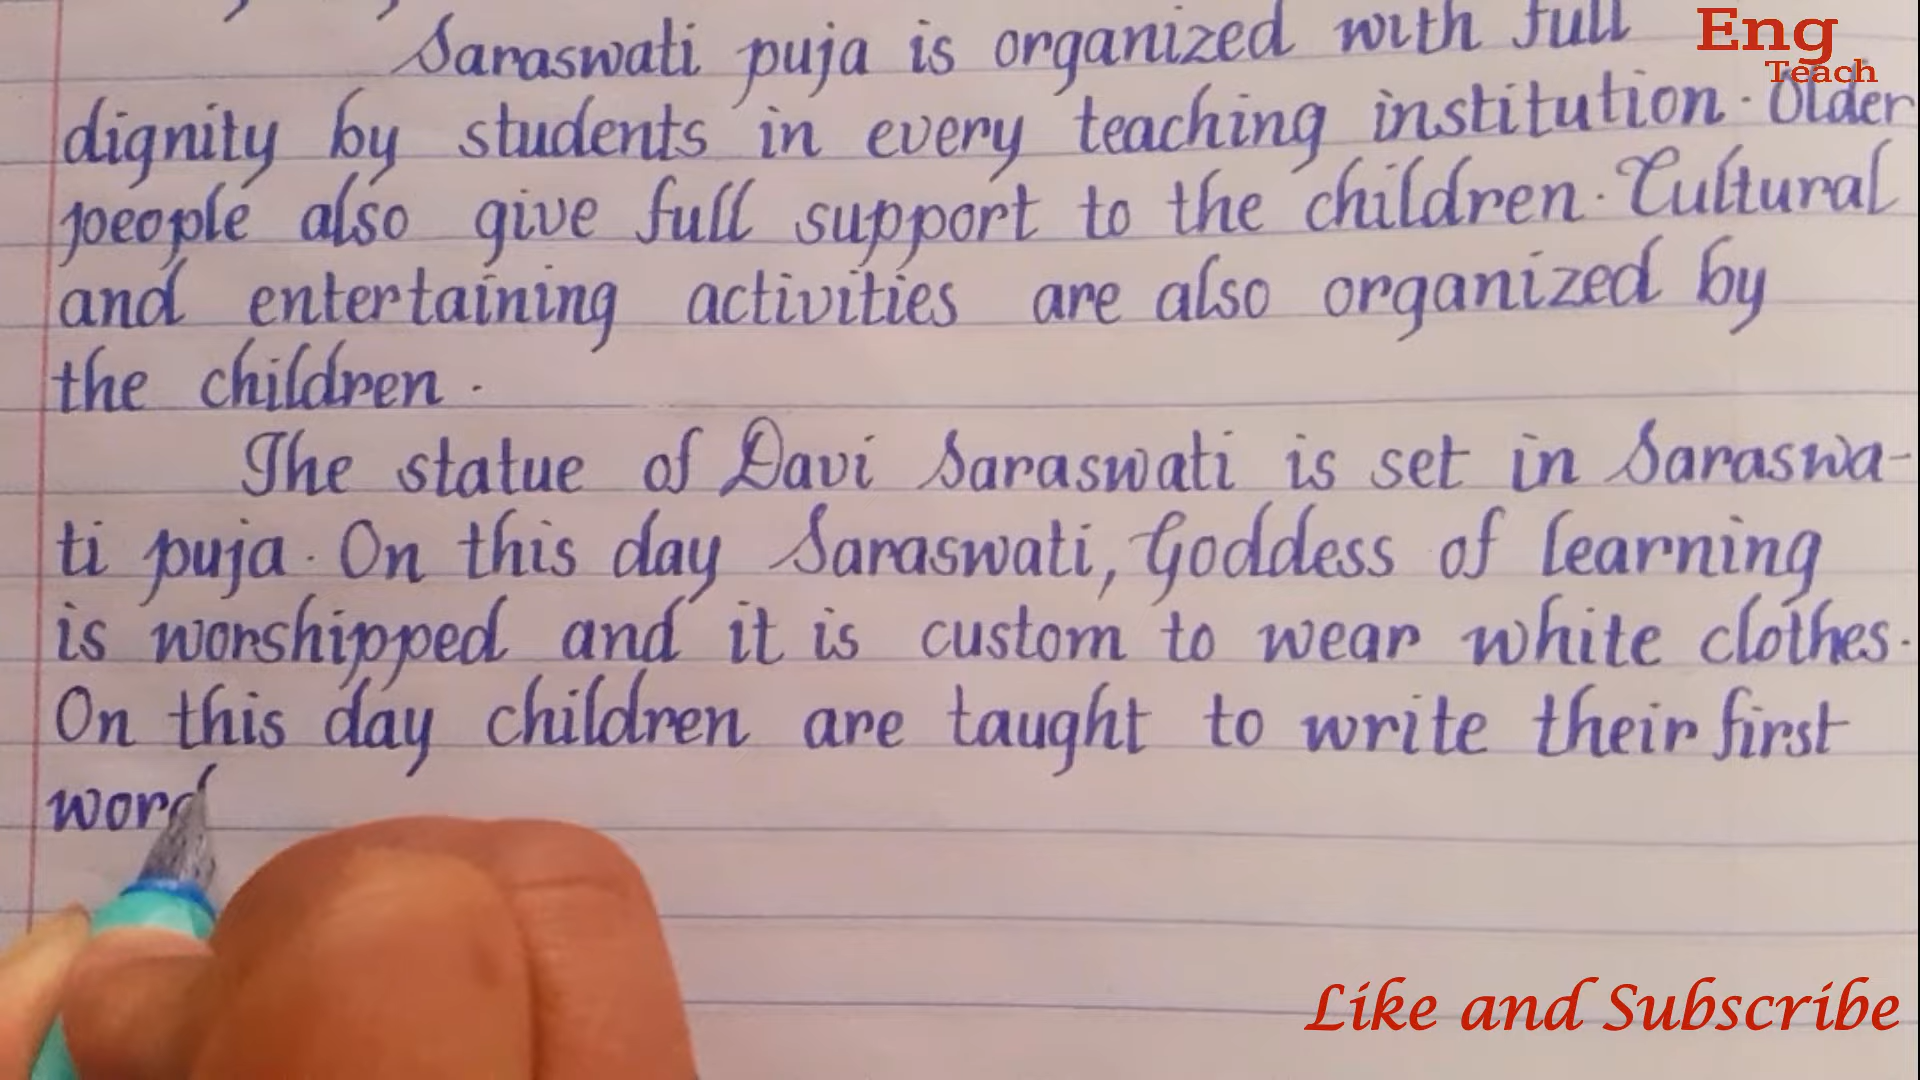 Saraswati puja is organized with full
Eng
Teach
dignity by students in every teaching institution. Older
people also give full support to the children. Cultural
and entertaining activities are also organized by
the children.
The statue of Davi Saraswati is set in Saraswa-
ti puja. On this day Saraswati, Goddess of learning
is worshipped and it is custom to wear white clothes.
On this day children are taught to write their first
word
Like and Subscribe